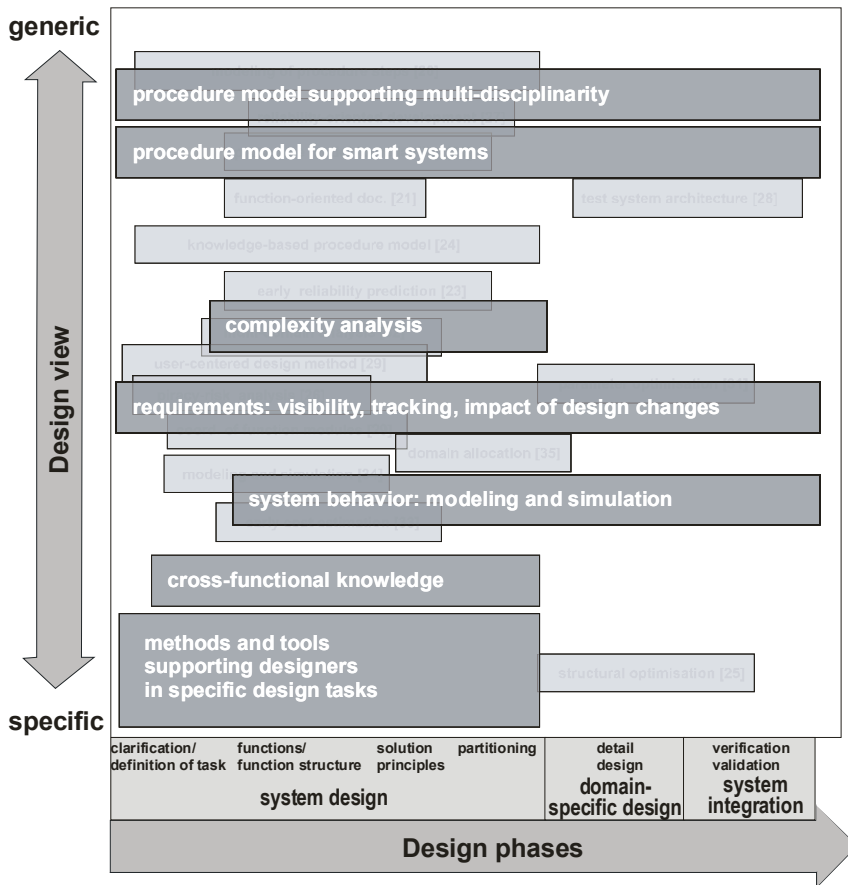 generic
procedure model supporting multi-disciplinarity
procedure model for smart systems
function-oriented doc. [21]
test system architecture [28]
knowledge-based procedure model [24]
early reliability prediction [23]
complexity analysis
user-centered design method [29]
requirements: visibility, tracking, impact of design changes
domain allocation [35]
system behavior: modeling and simulation
cross-functional knowledge
methods and tools
supporting designers
in specific design tasks
structural optimisation [25]
Design view
specific
clarification/
definition of task
functions/
function structure
solution
principles
partitioning
detail
design
verification
validation
system design
domain-
specific design
system
integration
Design phases